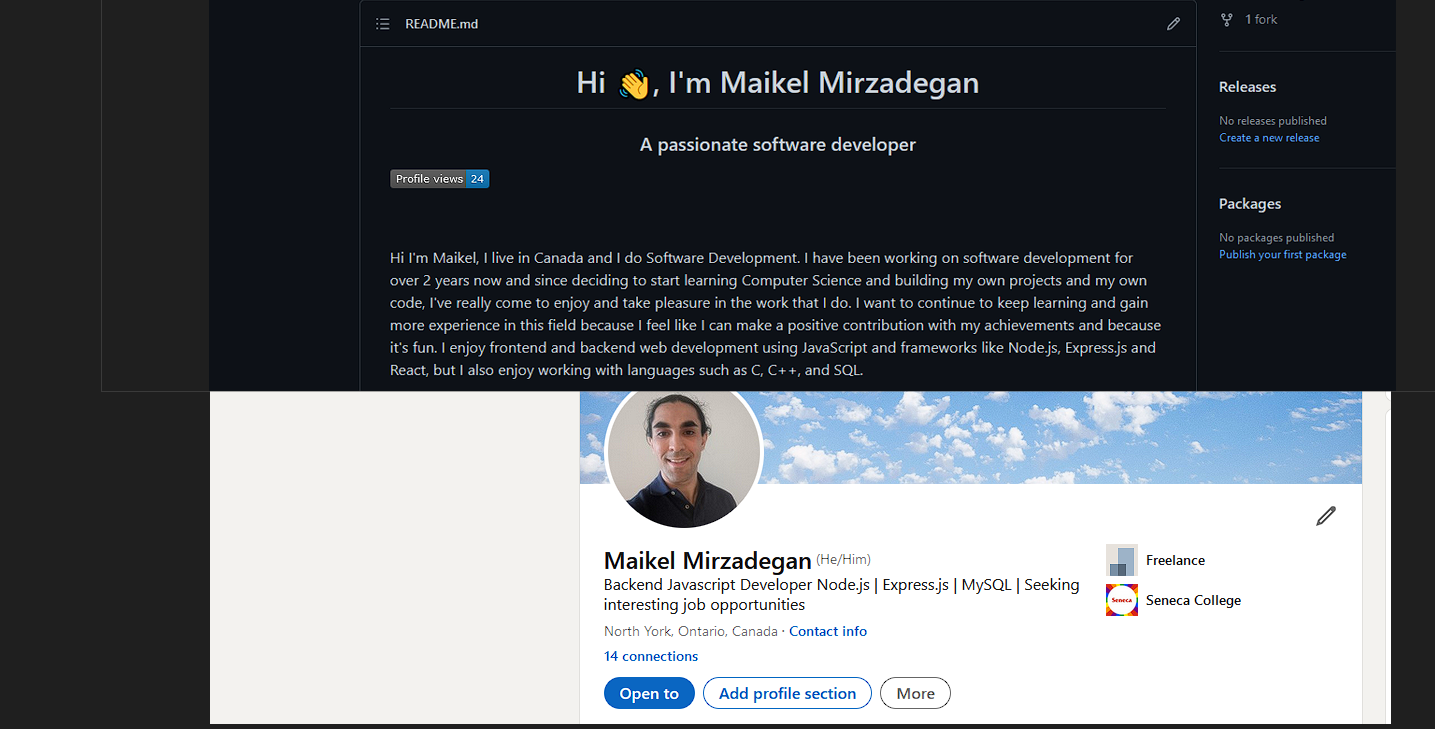 README.md
1 fork
Hi 👋, I'm Maikel Mirzadegan
A passionate software developer
Profile views 24
Hi I'm Maikel, I live in Canada and I do Software Development. I have been working on software development for
over 2 years now and since deciding to start learning Computer Science and building my own projects and my own
code, I've really come to enjoy and take pleasure in the work that I do. I want to continue to keep learning and gain
more experience in this field because I feel like I can make a positive contribution with my achievements and because
it's fun. I enjoy frontend and backend web development using JavaScript and frameworks like Node.js, Express.js and
React, but I also enjoy working with languages such as C, C++, and SQL.
Releases
No releases published
Create a new release
Packages
No packages published
Publish your first package
Maikel Mirzadegan (He/Him)
Backend Javascript Developer Node.js | Express.js | MySQL | Seeking
interesting job opportunities
North York, Ontario, Canada · Contact info
14 connections
Open to
Add profile section
More
Freelance
Seneca
Seneca College